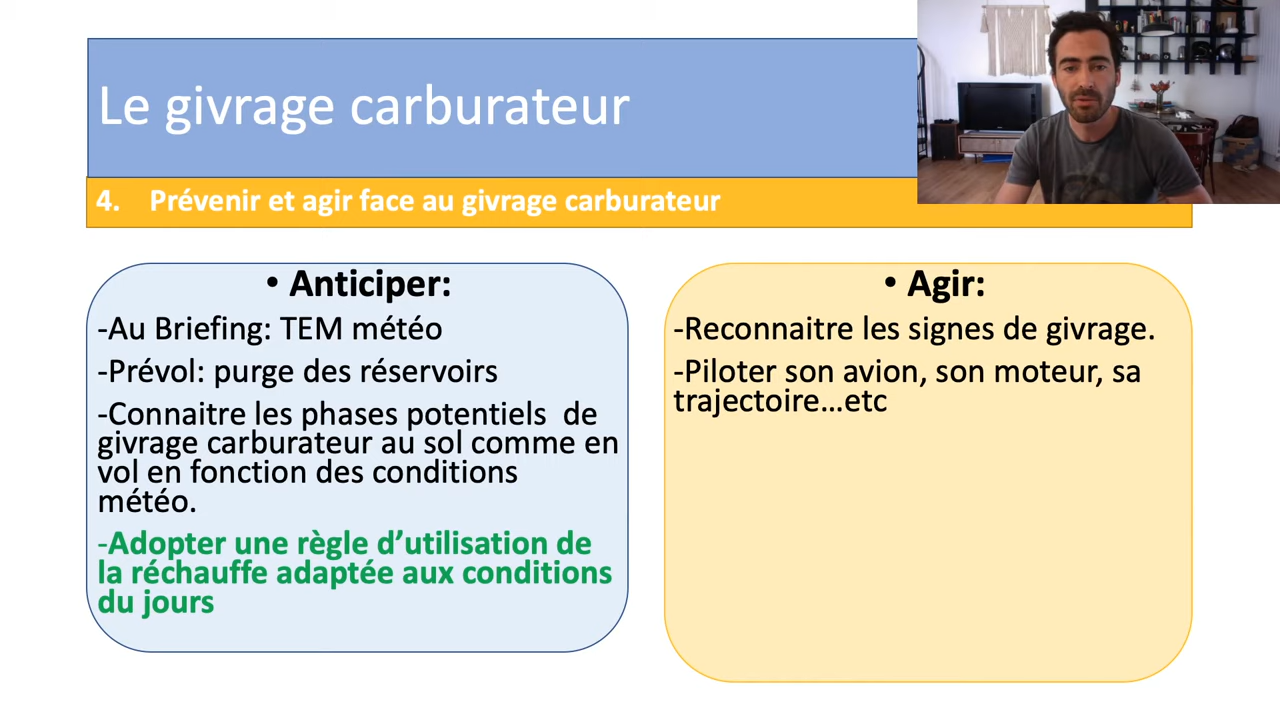 Le givrage carburateur
4. Prévenir et agir face au givrage carburateur
• Anticiper:
-Au Briefing: TEM météo
-Prévol: purge des réservoirs
-Connaitre les phases potentiels de
givrage carburateur au sol comme en
vol en fonction des conditions
météo.
-Adopter une règle d’utilisation de
la réchauffe adaptée aux conditions
du jours
• Agir:
-Reconnaitre les signes de givrage.
-Piloter son avion, son moteur, sa
trajectoire…etc